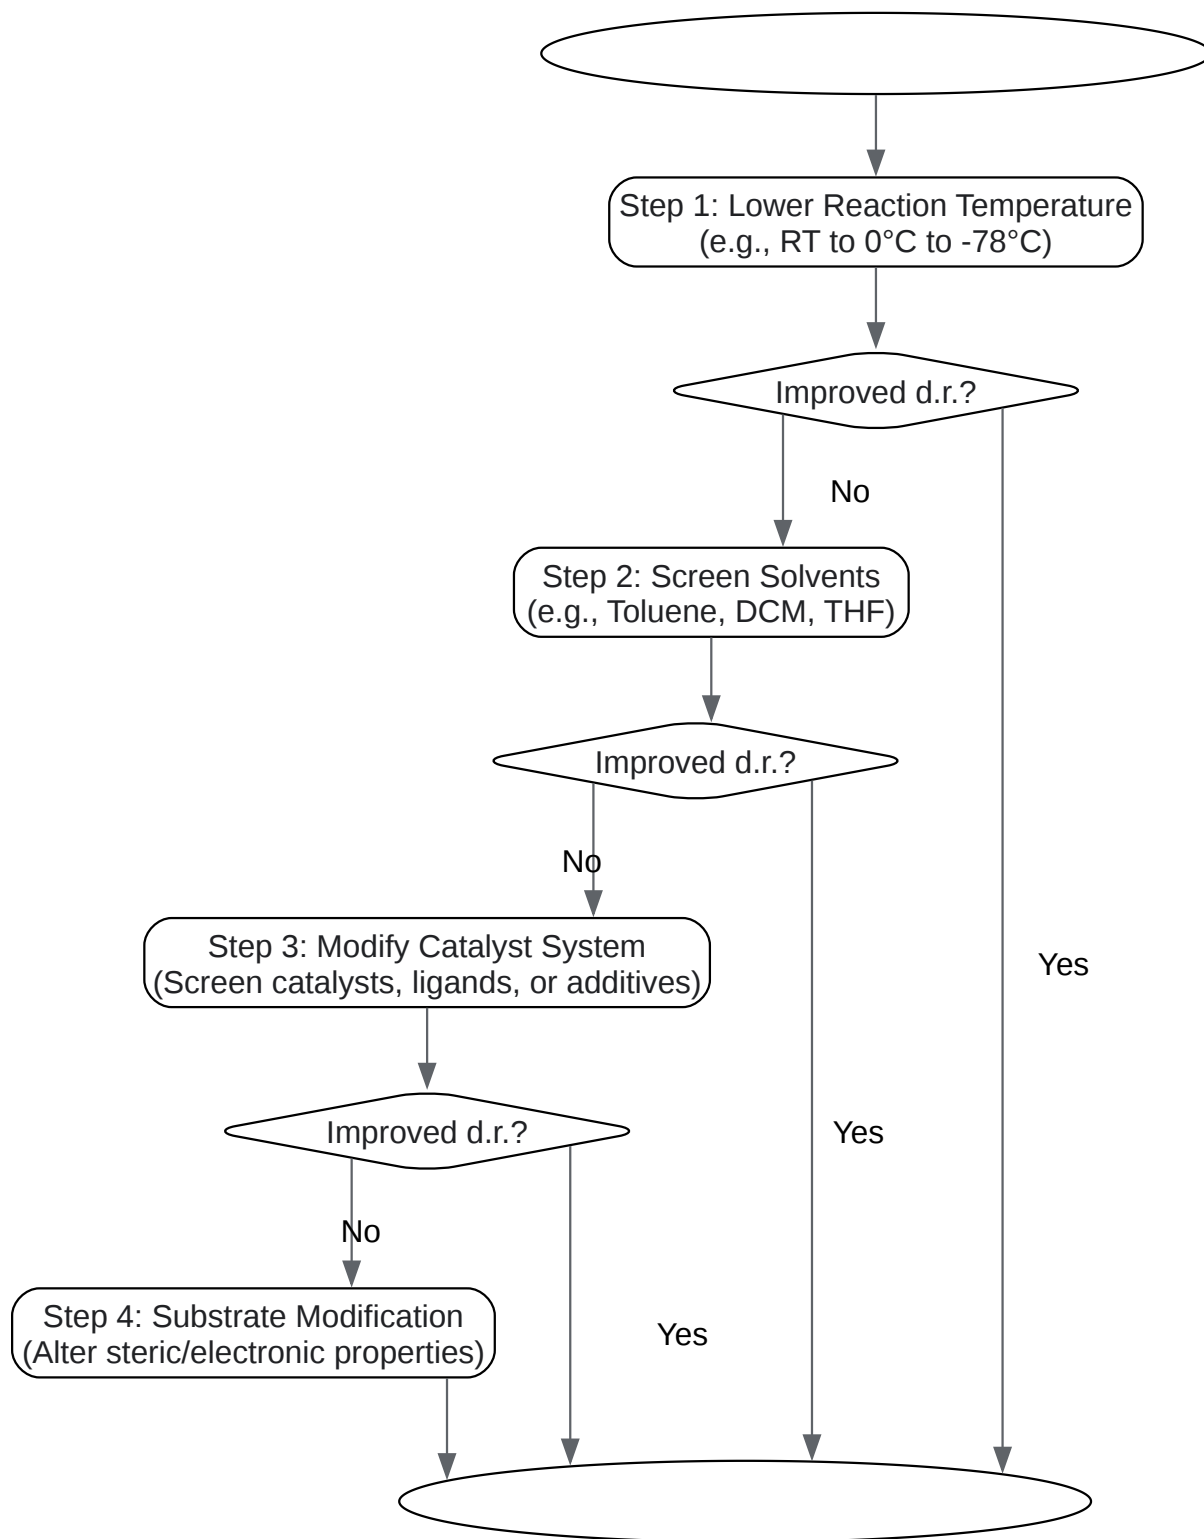 Step 1: Lower Reaction Temperature
(e.g., RT to 0°C to -78°C)
Improved d.r.?
No
Step 2: Screen Solvents
(e.g., Toluene, DCM, THF)
Improved d.r.?
No
Step 3: Modify Catalyst System
(Screen catalysts, ligands, or additives)
Yes
Improved d.r.?
Yes
No
Step 4: Substrate Modification
(Alter steric/electronic properties)
Yes